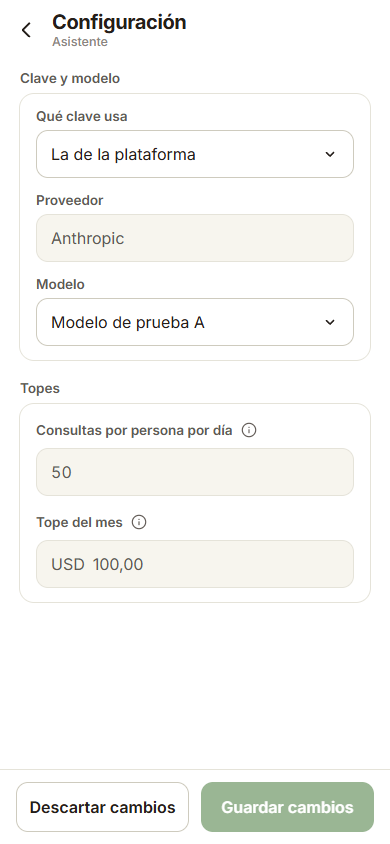 Configuración
Asistente
Clave y modelo
Qué clave usa
La de la plataforma
Proveedor
Anthropic
Modelo
Modelo de prueba A
Topes
Consultas por persona por día
50
Tope del mes
USD 100,00
Descartar cambios
Guardar cambios